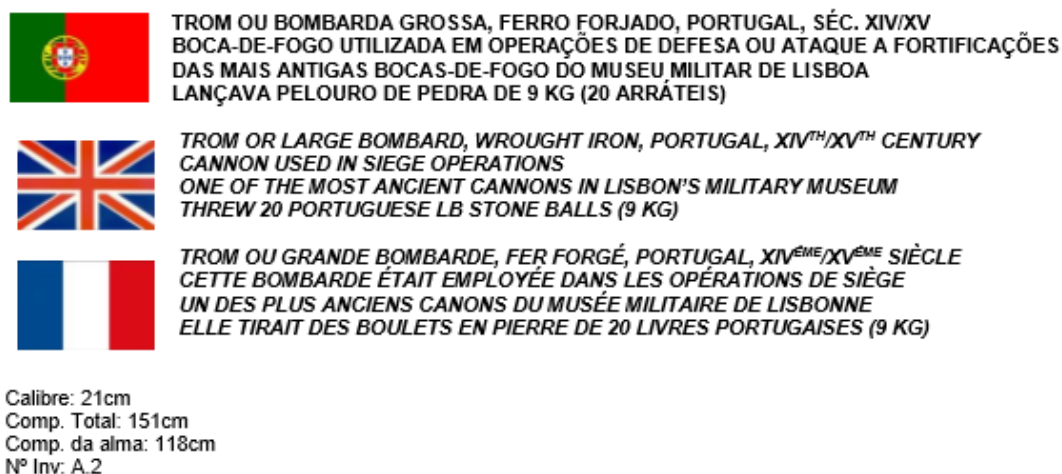 TROM OU BOMBARDA GROSSA, FERRO FORJADO, PORTUGAL, SÉC. XIV/XV
BOCA-DE-FOGO UTILIZADA EM OPERAÇÕES DE DEFESA OU ATAQUE A FORTIFICAÇÕES
DAS MAIS ANTIGAS BOCAS-DE-FOGO DO MUSEU MILITAR DE LISBOA
LANÇAVA PELOURO DE PEDRA DE 9 KG (20 ARRÁTEIS)
TROM OR LARGE BOMBARD, WROUGHT IRON, PORTUGAL, XIVTH/XVTH CENTURY
CANNON USED IN SIEGE OPERATIONS
ONE OF THE MOST ANCIENT CANNONS IN LISBON'S MILITARY MUSEUM
THREW 20 PORTUGUESE LB STONE BALLS (9 KG)
TROM OU GRANDE BOMBARDE, FER FORGÉ, PORTUGAL, XIVÉME/XVÉME SIÈCLE
CETTE BOMBARDE ÉTAIT EMPLOYÉE DANS LES OPÉRATIONS DE SIÈGE
UN DES PLUS ANCIENS CANONS DU MUSÉE MILITAIRE DE LISBONNE
ELLE TIRAIT DES BOULETS EN PIERRE DE 20 LIVRES PORTUGAISES (9 KG)
Calibre: 21cm
Comp. Total: 151cm
Comp. da alma: 118cm
Nº Inv: A.2